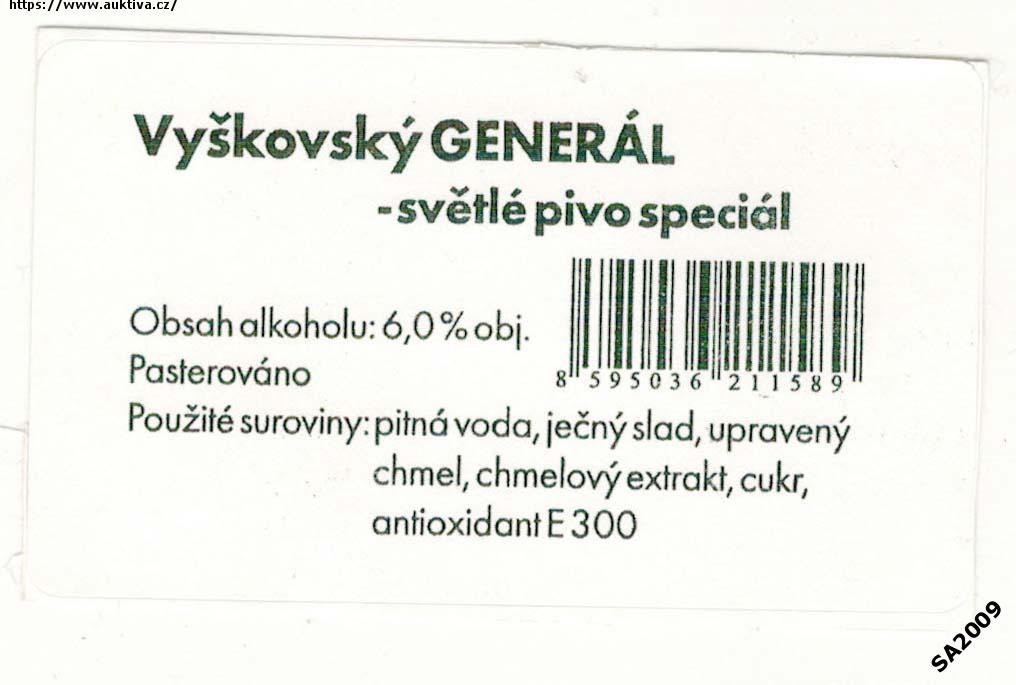 https://www.auktiva.cz/
Vyškovský GENERÁL
- světlé pivo speciál
Obsah alkoholu: 6,0 % obj.
8 595036 211589
Pasterováno
Použité suroviny: pitná voda, ječný slad, upravený
chmel, chmelový extrakt, cukr,
antioxidant E 300
SA2009